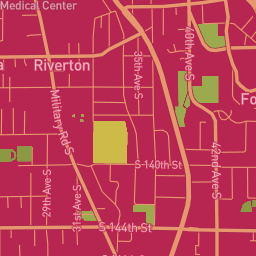 Medical Center
40th Ave S
35th Ave S
Riverton
a
Fo
Military Rd S
S 140th St
42nd Ave S
29th Ave S
31st Ave S
S 144th St